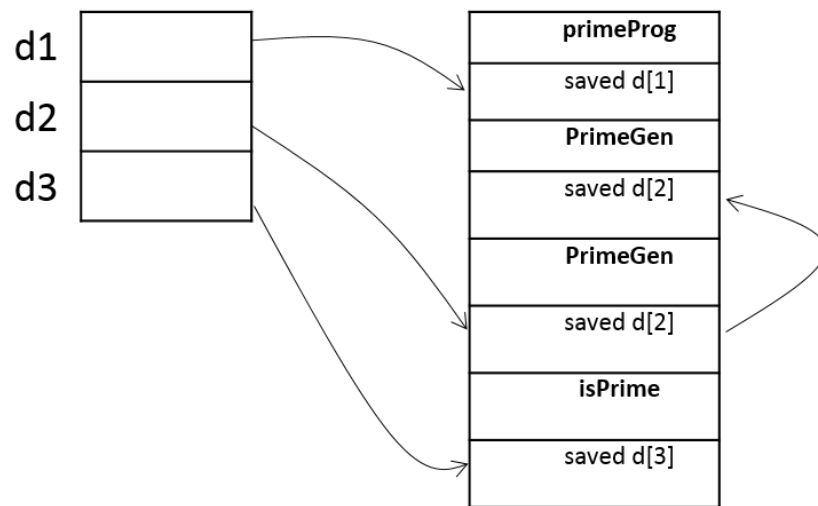 d1
d2
d3
primeProg
saved d[1]
PrimeGen
saved d[2]
PrimeGen
saved d[2]
isPrime
saved d[3]